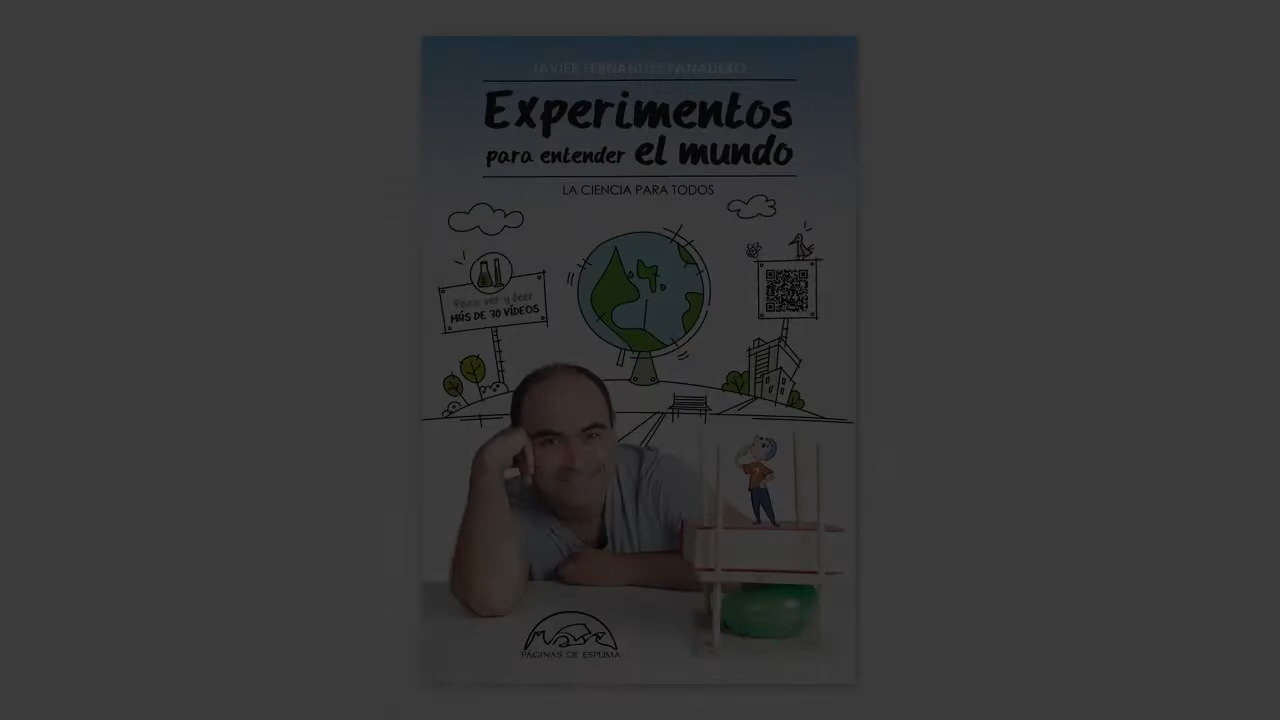 JAVIER FERNÁNDEZ PANADERO
Experimentos
para entender el mundo
LA CIENCIA PARA TODOS
Para ver y leer
MÁS DE 30 VÍDEOS
PÁGINAS DE ESPUMA